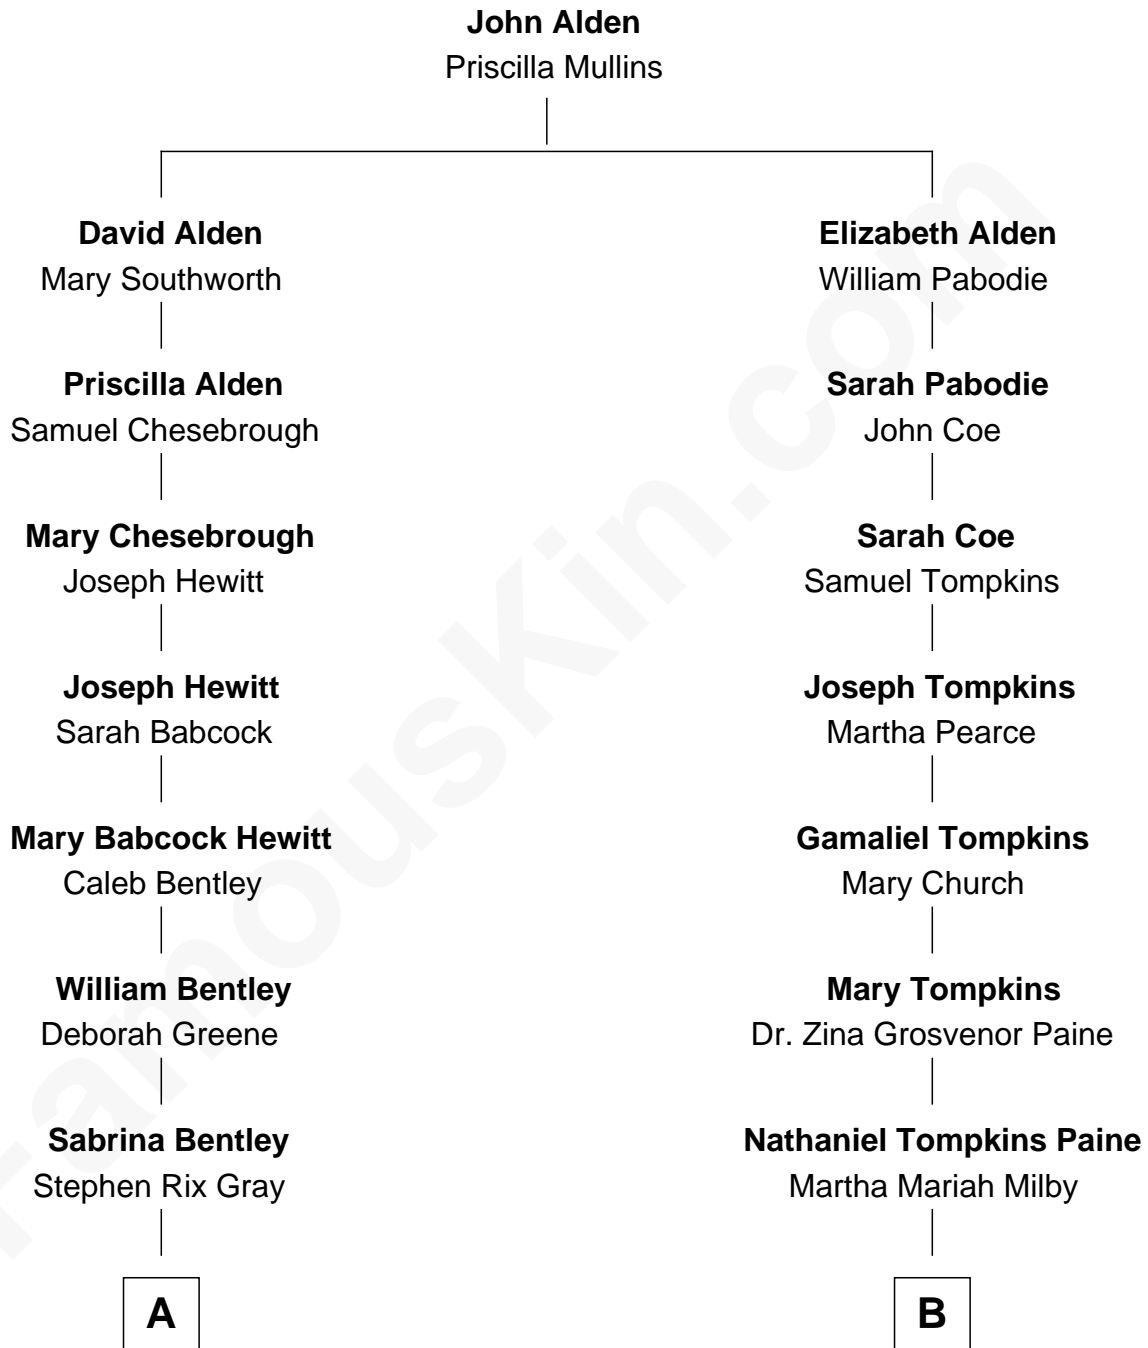 John Alden
Priscilla Mullins
David Alden
Mary Southworth
Elizabeth Alden
William Pabodie
Priscilla Alden
Samuel Chesebrough
Sarah Pabodie
John Coe
Mary Chesebrough
Joseph Hewitt
Sarah Coe
Samuel Tompkins
Joseph Hewitt
Sarah Babcock
Joseph Tompkins
Martha Pearce
Mary Babcock Hewitt
Caleb Bentley
Gamaliel Tompkins
Mary Church
William Bentley
Deborah Greene
Mary Tompkins
Dr. Zina Grosvenor Paine
Sabrina Bentley
Stephen Rix Gray
Nathaniel Tompkins Paine
Martha Mariah Milby
A
B
FamousKin.com